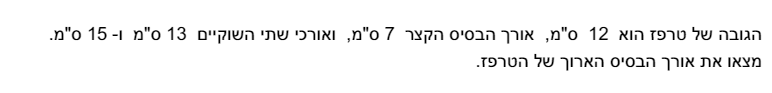 הגובה של טרפז הוא 12 ס"מ, אורך הבסיס הקצר 7 ס"מ, ואורכי שתי השוקיים 13 ס"מ ו- 15 ס"מ.
מצאו את אורך הבסיס הארוך של הטרפז.